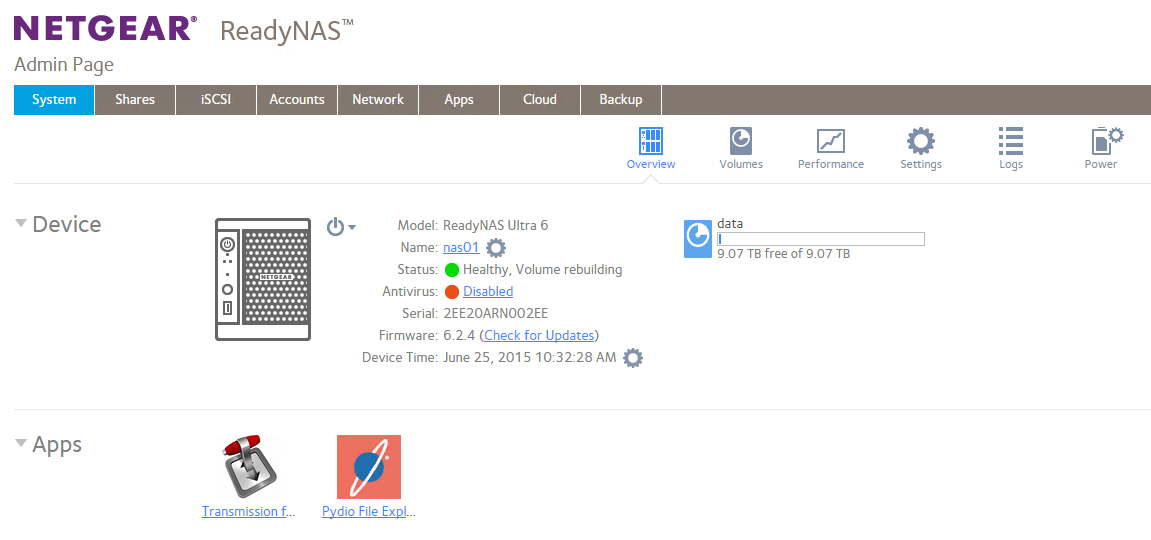 NETGEAR® ReadyNAS™
Admin Page
System Shares iSCSI Accounts Network Apps Cloud Backup
Overview Volumes Performance Settings Logs Power
Device
NETGEAR
Model: ReadyNAS Ultra 6
Name: nas01
Status: Healthy, Volume rebuilding
Antivirus: Disabled
Serial: 2EE20ARN002EE
Firmware: 6.2.4 (Check for Updates)
Device Time: June 25, 2015 10:32:28 AM
data
9.07 TB free of 9.07 TB
Apps
Transmission f... Pydio File Expl...